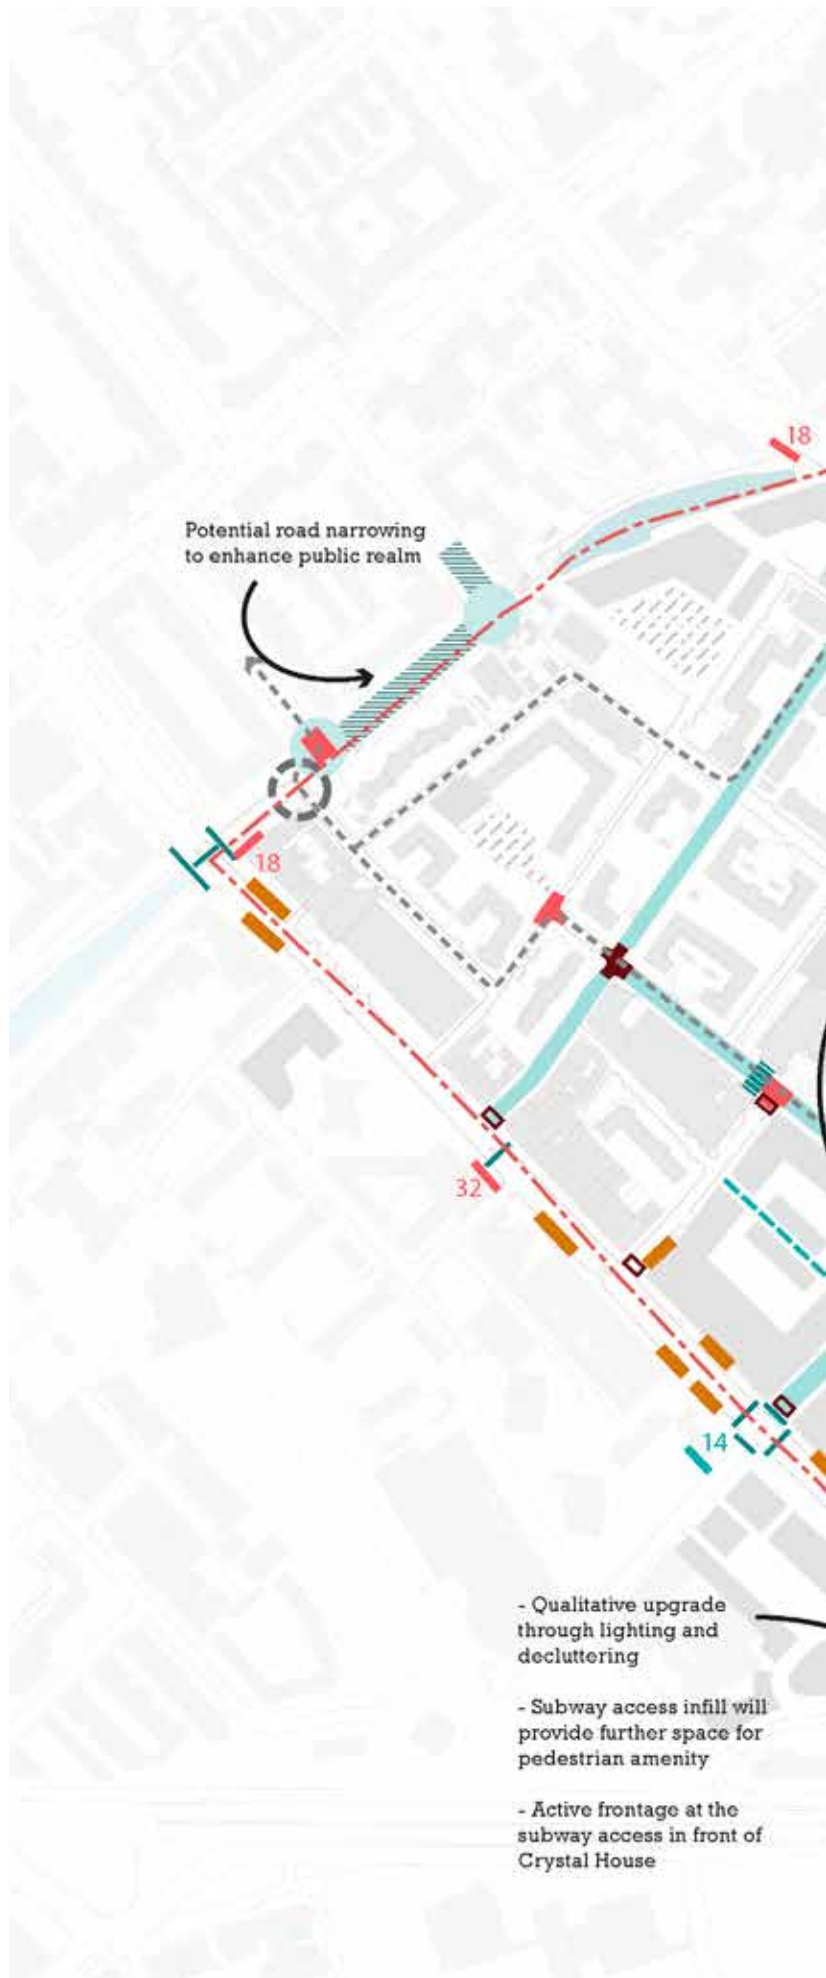 18
Potential road narrowing
to enhance public realm
18
32
14
- Qualitative upgrade
through lighting and
decluttering
- Subway access infill will
provide further space for
pedestrian amenity
- Active frontage at the
subway access in front of
Crystal House